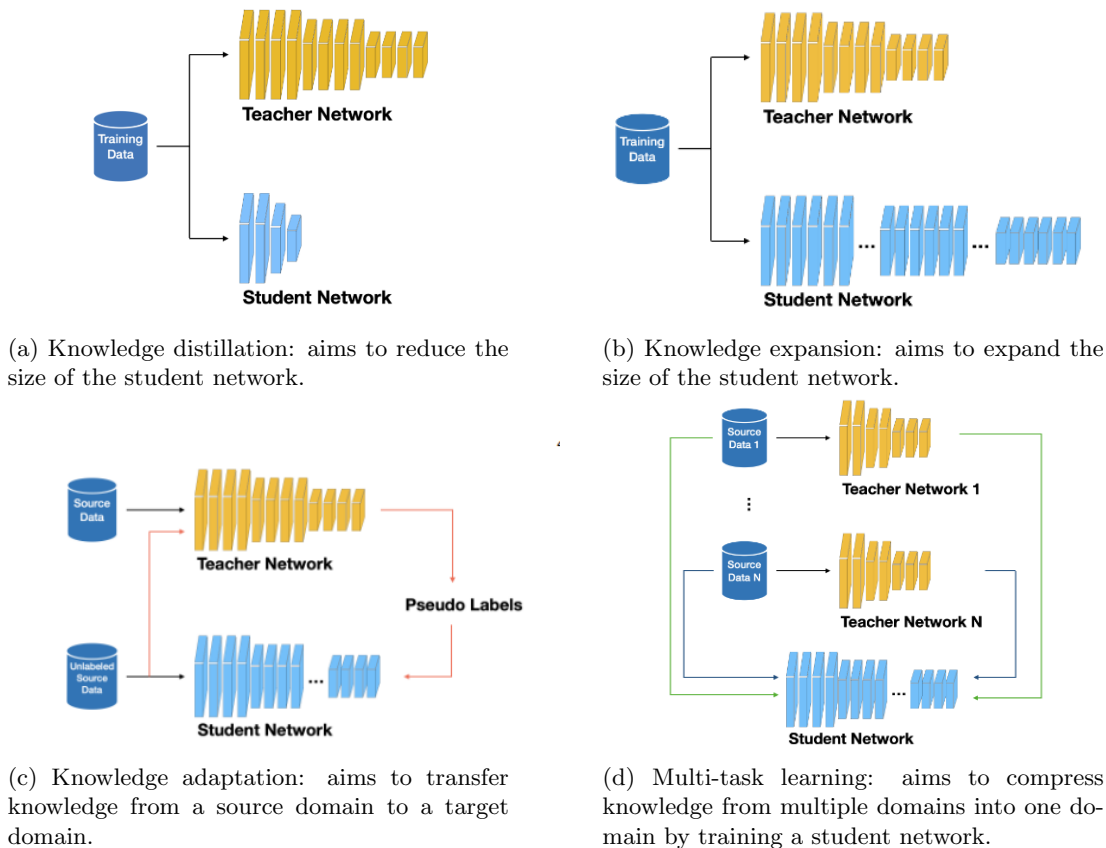 Training
Data
Teacher Network
Student Network
(a) Knowledge distillation: aims to reduce the
size of the student network.
Training
Data
Teacher Network
...
...
Student Network
(b) Knowledge expansion: aims to expand the
size of the student network.
Source
Data
Teacher Network
Pseudo Labels
Unlabeled
Source
Data
...
Student Network
(c) Knowledge adaptation: aims to transfer
knowledge from a source domain to a target
domain.
Source
Data 1
Teacher Network 1
...
Source
Data N
Teacher Network N
...
Student Network
(d) Multi-task learning: aims to compress
knowledge from multiple domains into one do-
main by training a student network.